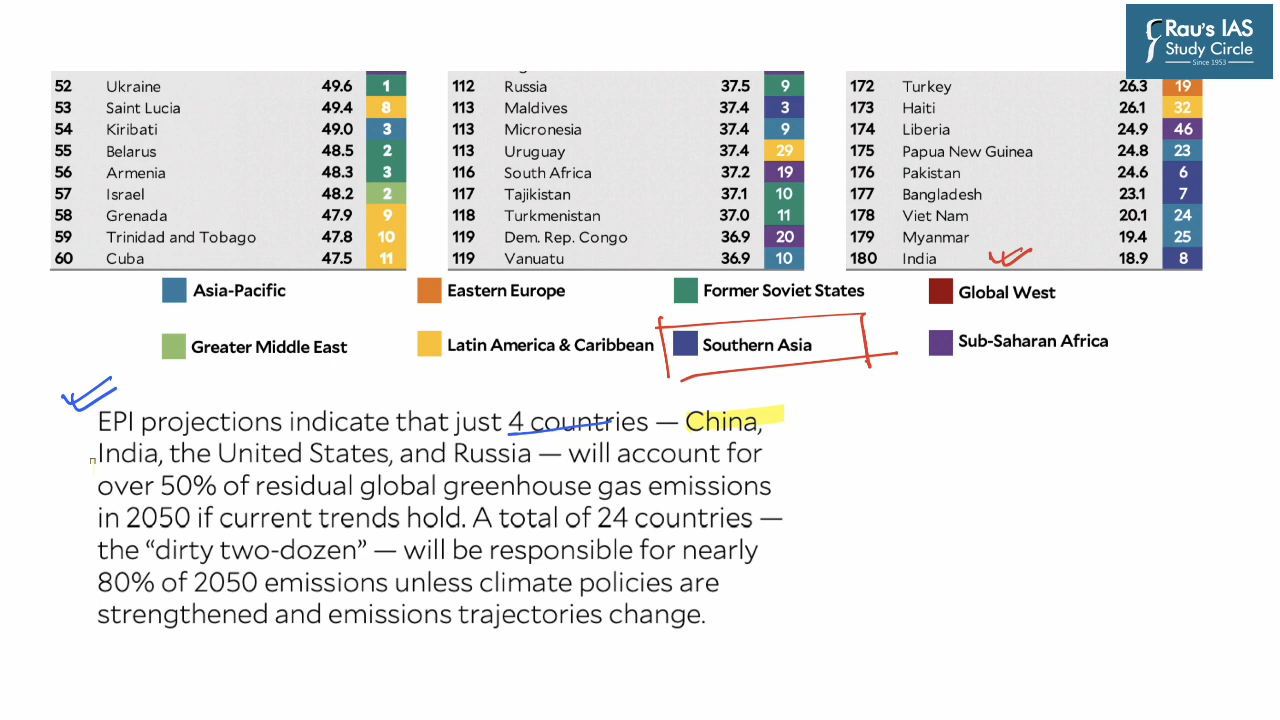 Rau's IAS
Study Circle
Since 1953
52 Ukraine 49.6 1
53 Saint Lucia 49.4 8
54 Kiribati 49.0 3
55 Belarus 48.5 2
56 Armenia 48.3 3
57 Israel 48.2 2
58 Grenada 47.9 9
59 Trinidad and Tobago 47.8 10
60 Cuba 47.5 11
112 Russia 37.5 9
113 Maldives 37.4 3
113 Micronesia 37.4 9
113 Uruguay 37.4 29
116 South Africa 37.2 19
117 Tajikistan 37.1 10
118 Turkmenistan 37.0 11
119 Dem. Rep. Congo 36.9 20
119 Vanuatu 36.9 10
172 Turkey 26.3 19
173 Haiti 26.1 32
174 Liberia 24.9 46
175 Papua New Guinea 24.8 23
176 Pakistan 24.6 6
177 Bangladesh 23.1 7
178 Viet Nam 20.1 24
179 Myanmar 19.4 25
180 India 18.9 8
Asia-Pacific Eastern Europe Former Soviet States Global West
Greater Middle East Latin America & Caribbean Southern Asia Sub-Saharan Africa
EPI projections indicate that just 4 countries — China,
India, the United States, and Russia — will account for
over 50% of residual global greenhouse gas emissions
in 2050 if current trends hold. A total of 24 countries —
the “dirty two-dozen” — will be responsible for nearly
80% of 2050 emissions unless climate policies are
strengthened and emissions trajectories change.